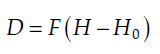 D = F(H − H₀)